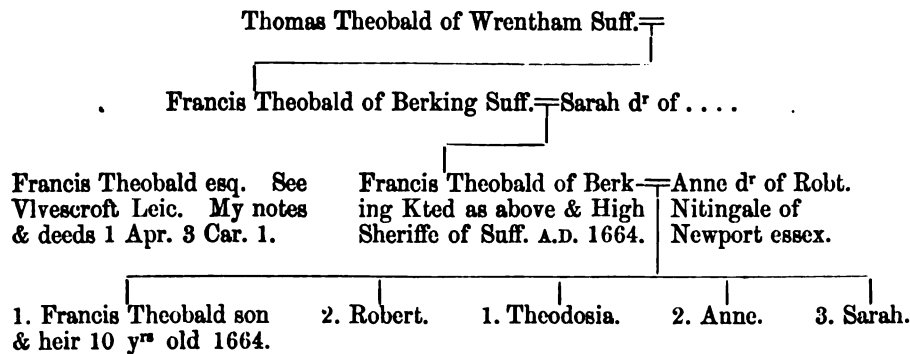 Thomas Theobald of Wrentham Suff.
Francis Theobald of Berking Suff.=Sarah dʳ of . . . .
Francis Theobald esq. See
Vlvescroft Leic. My notes
& deeds 1 Apr. 3 Car. 1.
Francis Theobald of Berk-
ing Kted as above & High
Sheriffe of Suff. A.D. 1664.
Anne dʳ of Robt.
Nitingale of
Newport essex.
1. Francis Theobald son
& heir 10 yʳˢ old 1664.
2. Robert.
1. Theodosia.
2. Anne.
3. Sarah.